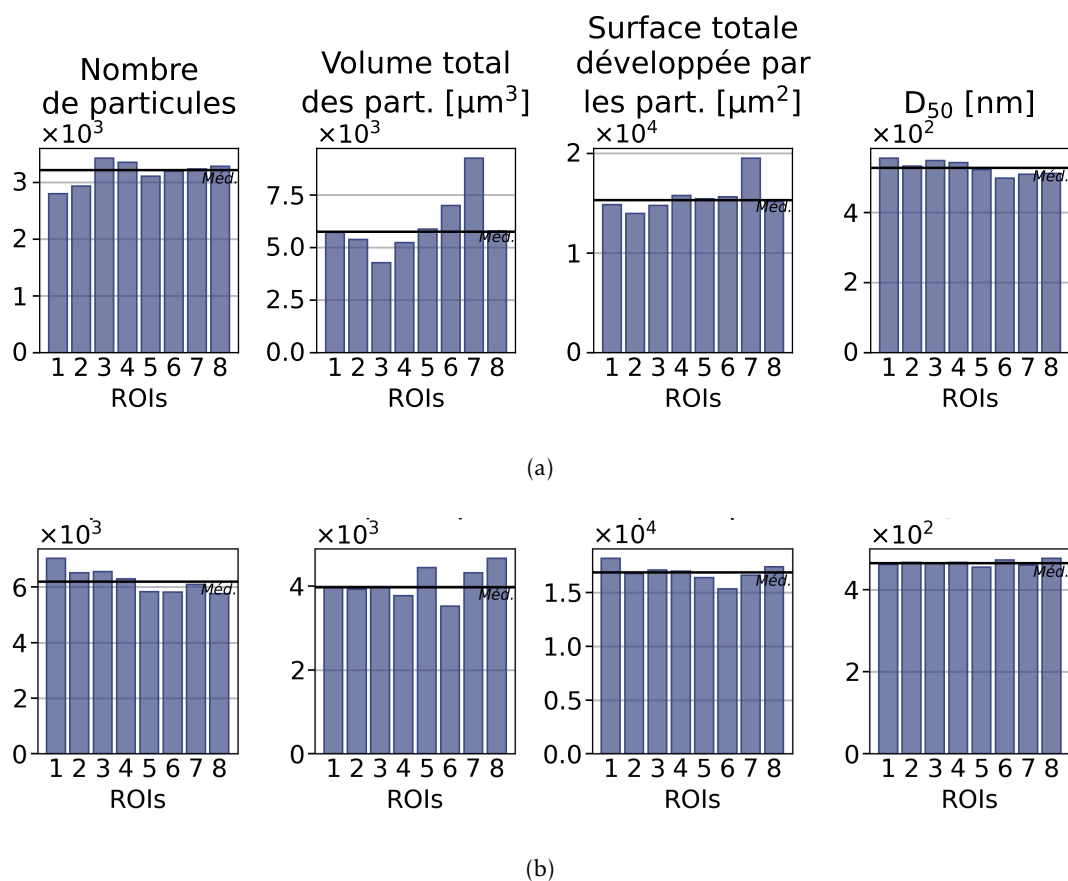 Nombre
de particules
×10³
3
2
1
0
Méd.
1 2 3 4 5 6 7 8
ROIs
Volume total
des part. [µm³]
×10³
7.5
5.0
2.5
0.0
Méd.
1 2 3 4 5 6 7 8
ROIs
Surface totale
développée par
les part. [µm²]
×10⁴
2
1
0
Méd.
1 2 3 4 5 6 7 8
ROIs
D₅₀ [nm]
×10²
4
2
0
Méd.
1 2 3 4 5 6 7 8
ROIs
(a)
×10³
6
4
2
0
Méd.
1 2 3 4 5 6 7 8
ROIs
×10³
4
2
0
Méd.
1 2 3 4 5 6 7 8
ROIs
×10⁴
1.5
1.0
0.5
0.0
Méd.
1 2 3 4 5 6 7 8
ROIs
×10²
4
2
0
Méd.
1 2 3 4 5 6 7 8
ROIs
(b)